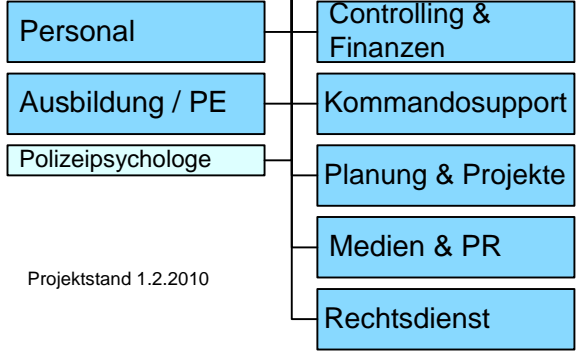 Personal
Ausbildung / PE
Polizeipsychologe
Projektstand 1.2.2010
Controlling &
Finanzen
Kommandosupport
Planung & Projekte
Medien & PR
Rechtsdienst